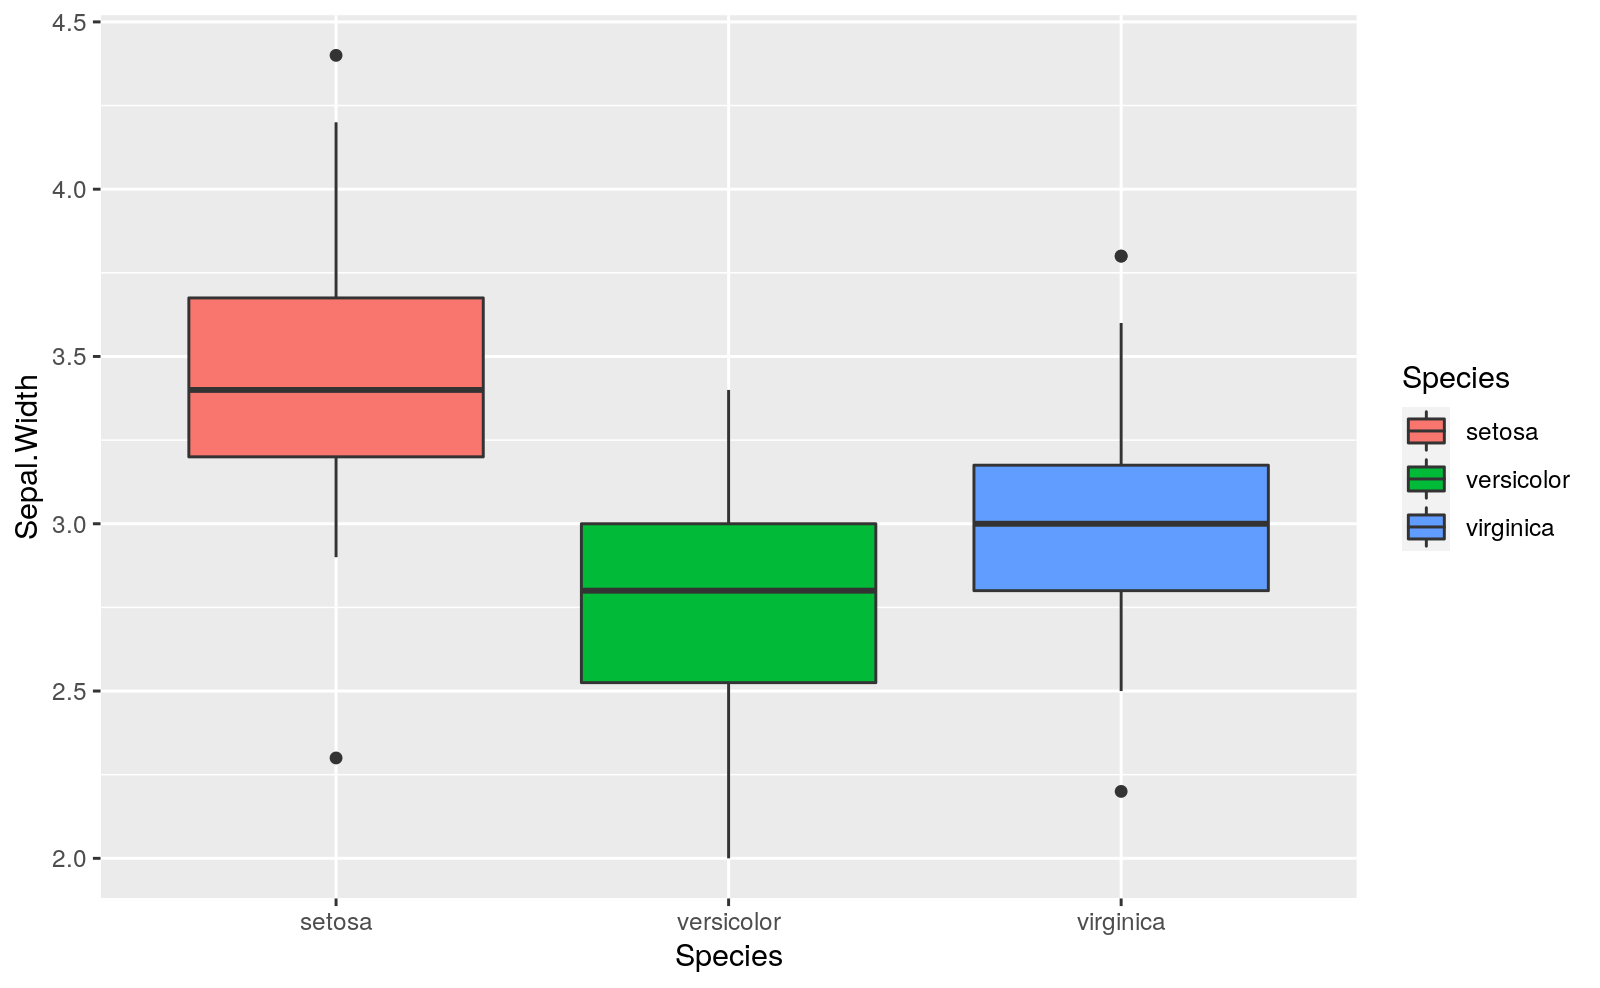 Sepal.Width
4.5
4.0
3.5
3.0
2.5
2.0
setosa versicolor virginica
Species
Species
setosa
versicolor
virginica